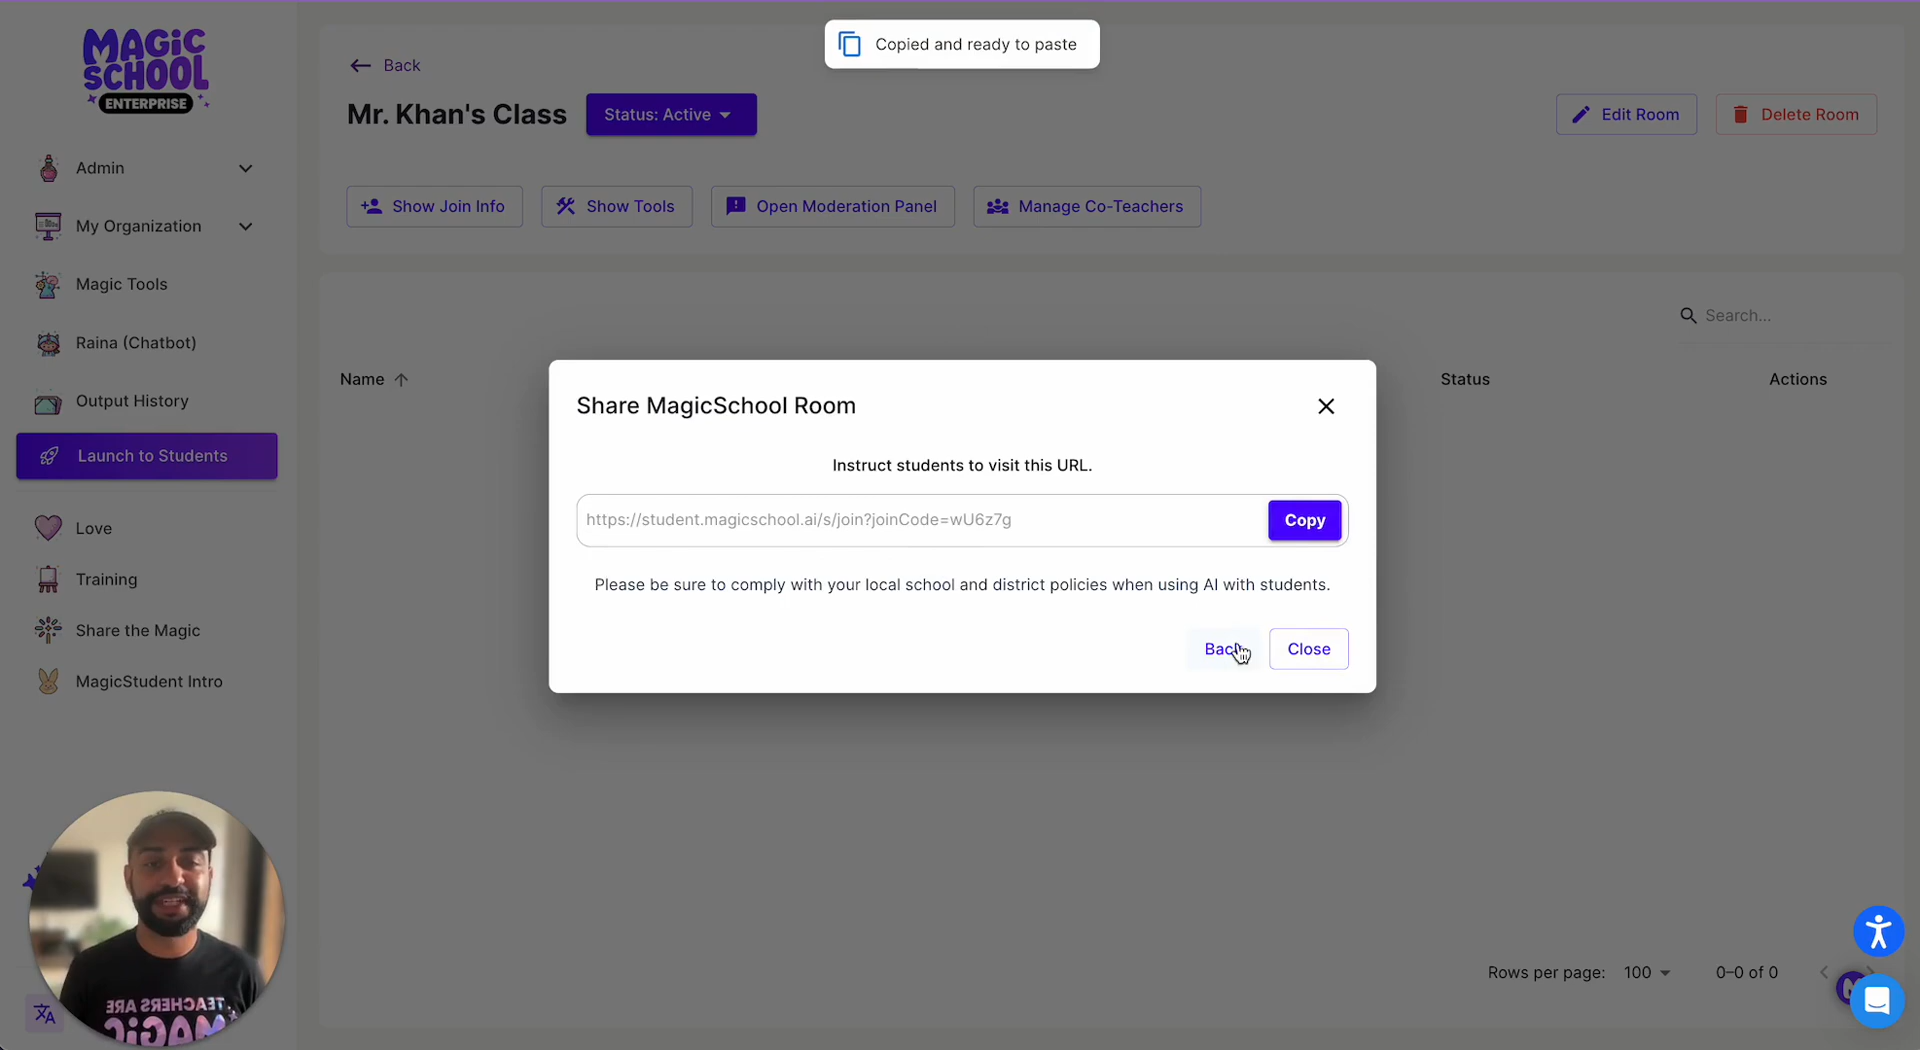 MAGIC
SCHOOL
ENTERPRISE
Admin
My Organization
Magic Tools
Raina (Chatbot)
Output History
Launch to Students
Love
Training
Share the Magic
MagicStudent Intro
TEACHERS ARE
MAGIC
Copied and ready to paste
Back
Mr. Khan's Class
Status: Active
Edit Room
Delete Room
Show Join Info
Show Tools
Open Moderation Panel
Manage Co-Teachers
Search...
Name
Status
Actions
Share MagicSchool Room
Instruct students to visit this URL.
https://student.magicschool.ai/s/join?joinCode=wU6z7g
Copy
Please be sure to comply with your local school and district policies when using AI with students.
Back
Close
Rows per page: 100
0–0 of 0